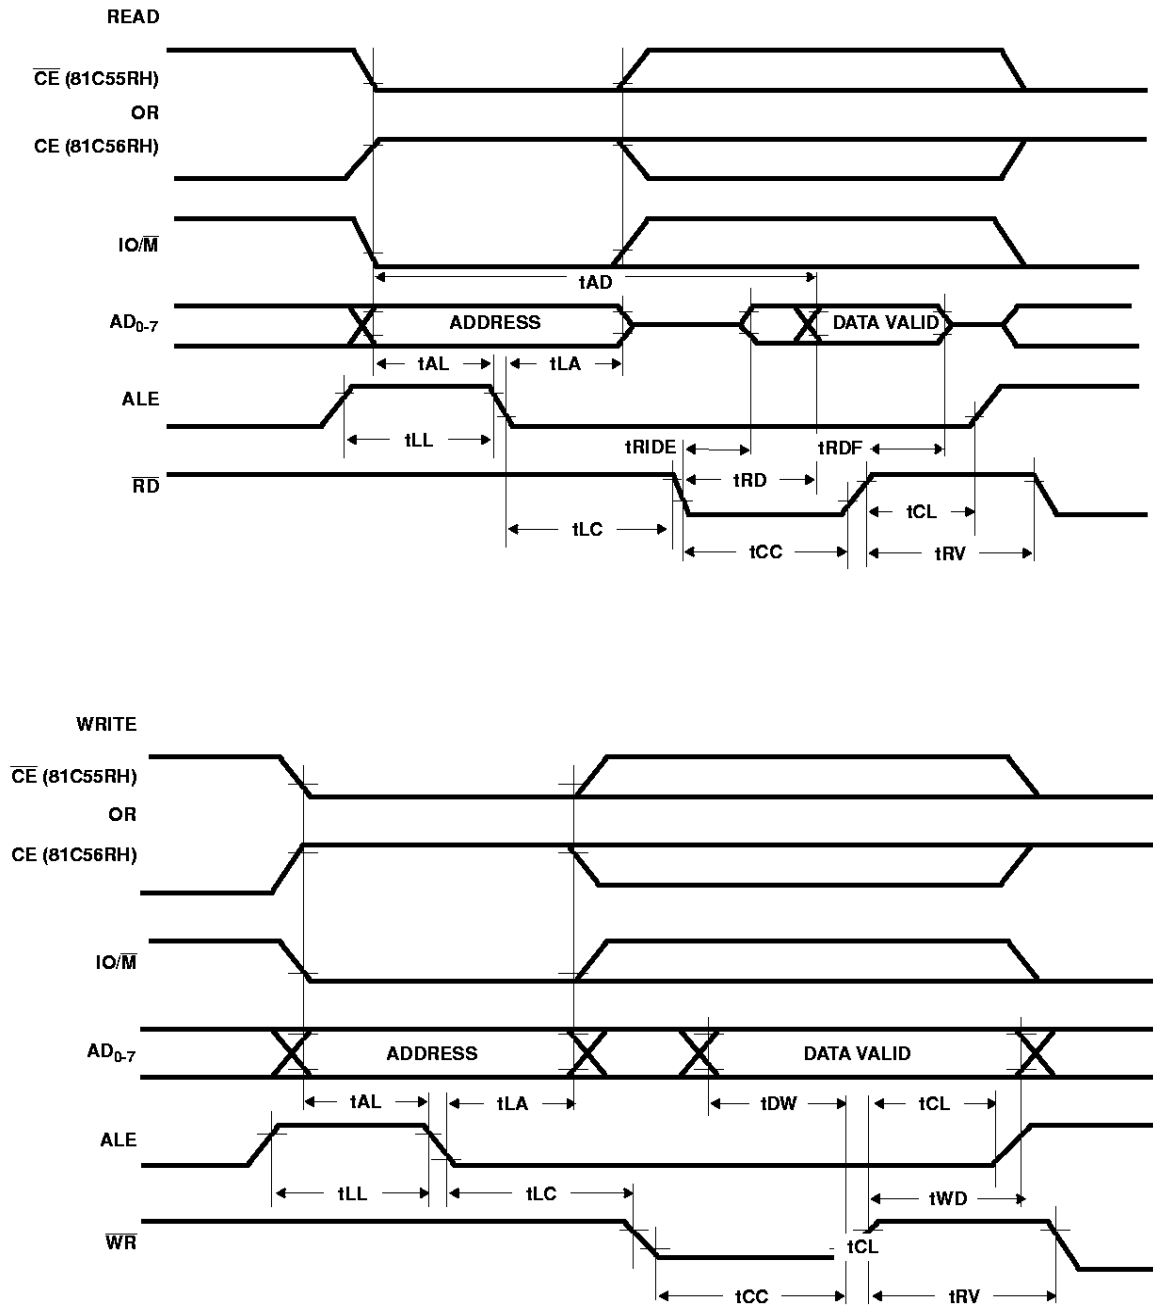 READ
CE (81C55RH)
OR
CE (81C56RH)
IO/M
tAD
AD0-7
ADDRESS
DATA VALID
tAL
tLA
ALE
tLL
tRIDE
tRDF
RD
tRD
tLC
tCL
tCC
tRV
WRITE
CE (81C55RH)
OR
CE (81C56RH)
IO/M
AD0-7
ADDRESS
DATA VALID
tAL
tLA
tDW
tCL
ALE
tLL
tLC
tWD
WR
tCL
tCC
tRV